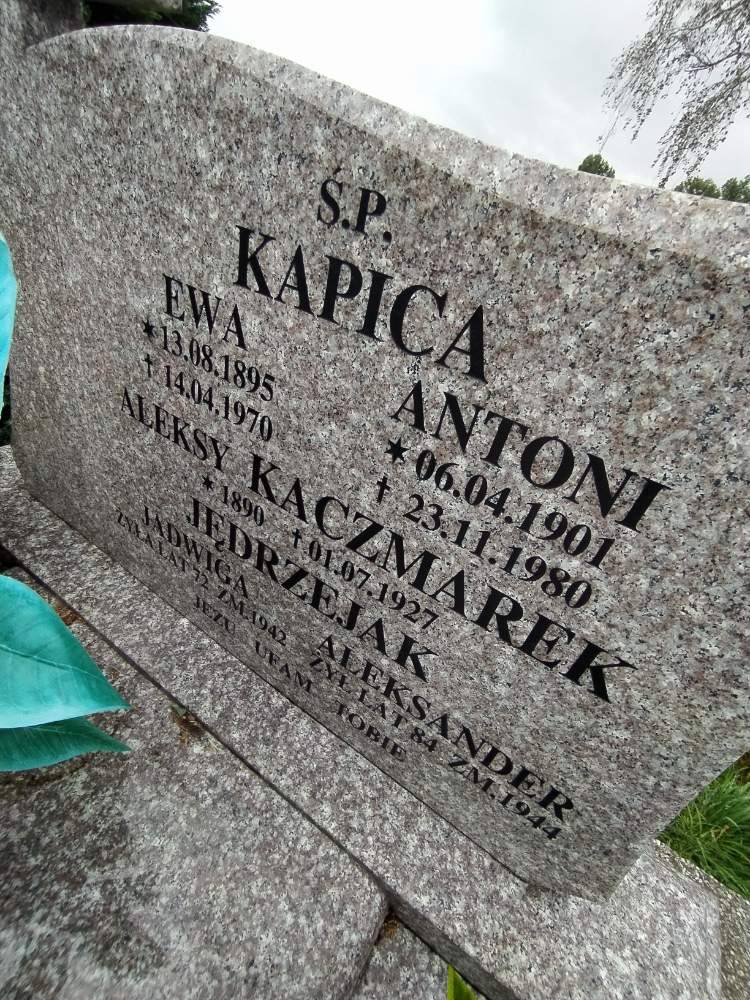 Ś.P.
KAPICA
EWA ANTONI
*13.08.1895 *06.04.1901
† 14.04.1970 † 23.11.1980
ALEKSY KACZMAREK
*1890 †01.07.1927
JĘDRZEJAK
JADWIGA ALEKSANDER
ŻYŁA LAT 72 ZM.1942 ŻYŁ LAT 84 ZM.1944
JEZU UFAM TOBIE